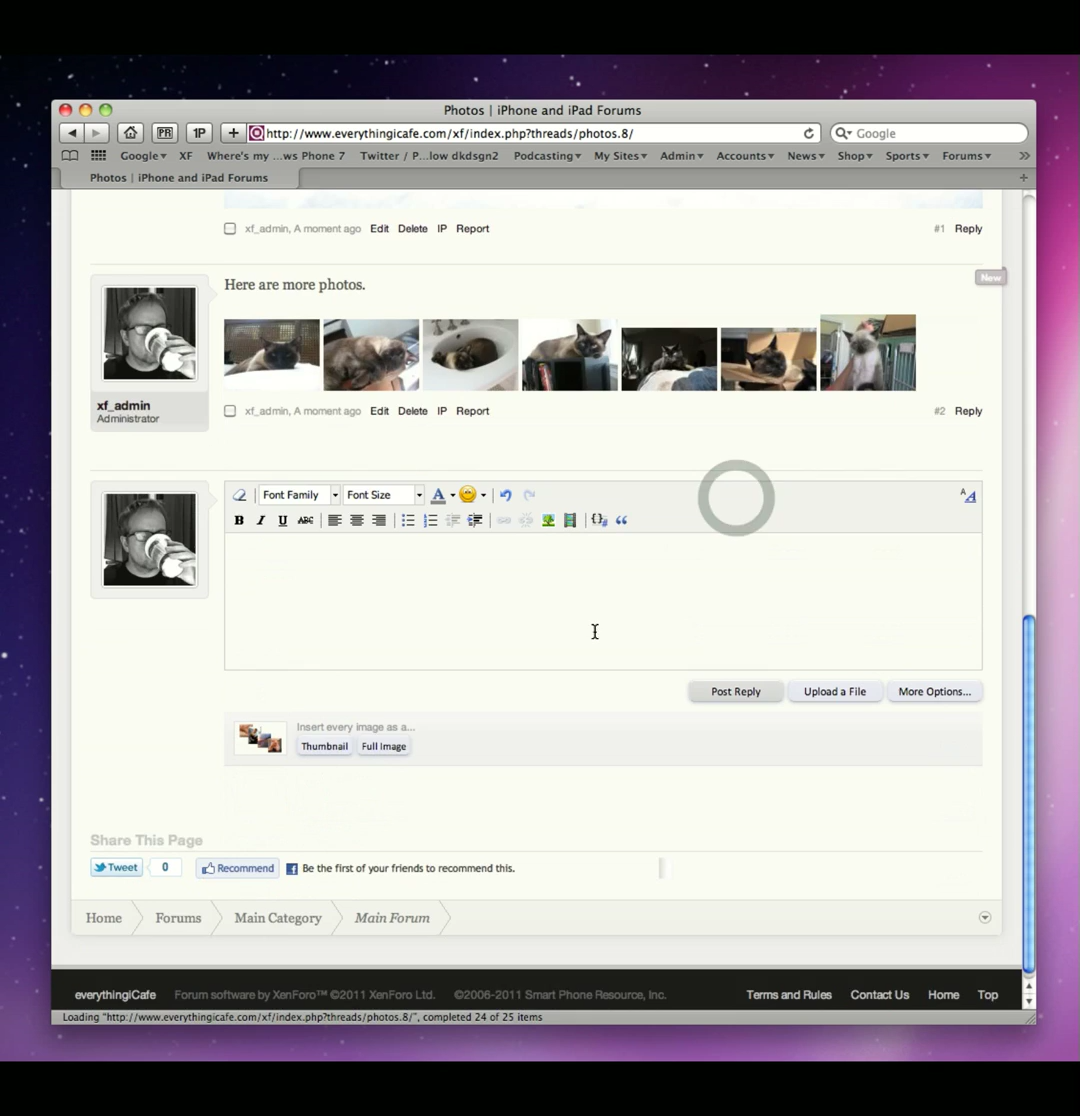 Photos | iPhone and iPad Forums
PR 1P + http://www.everythingicafe.com/xf/index.php?threads/photos.8/ Google
Google XF Where's my ...ws Phone 7 Twitter / P...low dkdsgn2 Podcasting My Sites Admin Accounts News Shop Sports Forums >>
Photos | iPhone and iPad Forums +
xf_admin, A moment ago Edit Delete IP Report #1 Reply
New
Here are more photos.
xf_admin
Administrator
xf_admin, A moment ago Edit Delete IP Report #2 Reply
Font Family Font Size A A A
B I U ABC
Post Reply Upload a File More Options...
Insert every image as a...
Thumbnail Full Image
Share This Page
Tweet 0 Recommend Be the first of your friends to recommend this.
Home Forums Main Category Main Forum
everythingiCafe Forum software by XenForo™ ©2011 XenForo Ltd. ©2006-2011 Smart Phone Resource, Inc. Terms and Rules Contact Us Home Top
Loading "http://www.everythingicafe.com/xf/index.php?threads/photos.8/", completed 24 of 25 items